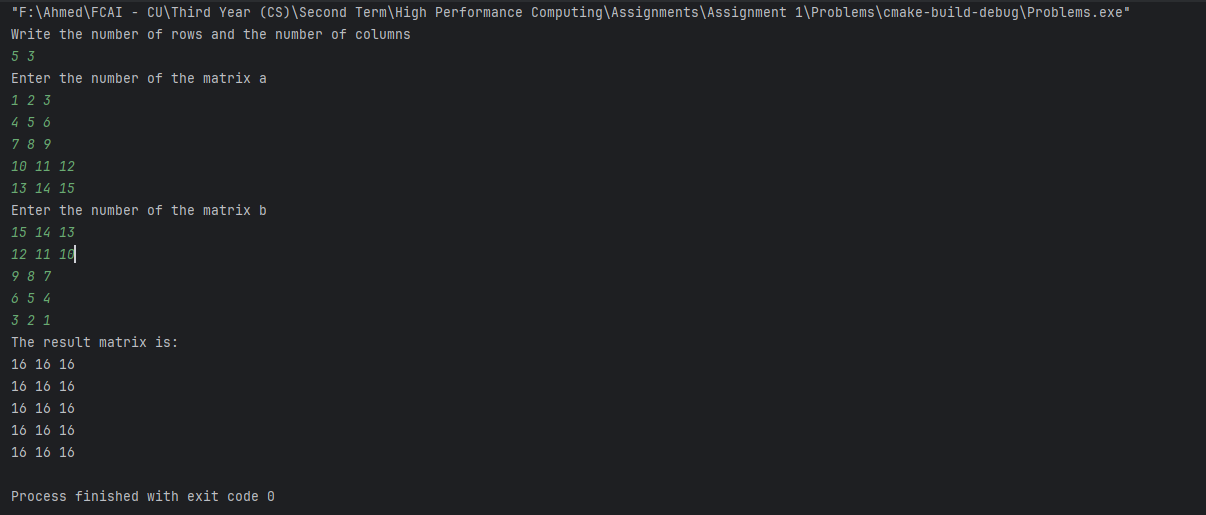 "F:\Ahmed\FCAI - CU\Third Year (CS)\Second Term\High Performance Computing\Assignments\Assignment 1\Problems\cmake-build-debug\Problems.exe"
Write the number of rows and the number of columns
5 3
Enter the number of the matrix a
1 2 3
4 5 6
7 8 9
10 11 12
13 14 15
Enter the number of the matrix b
15 14 13
12 11 10
9 8 7
6 5 4
3 2 1
The result matrix is:
16 16 16
16 16 16
16 16 16
16 16 16
16 16 16
Process finished with exit code 0